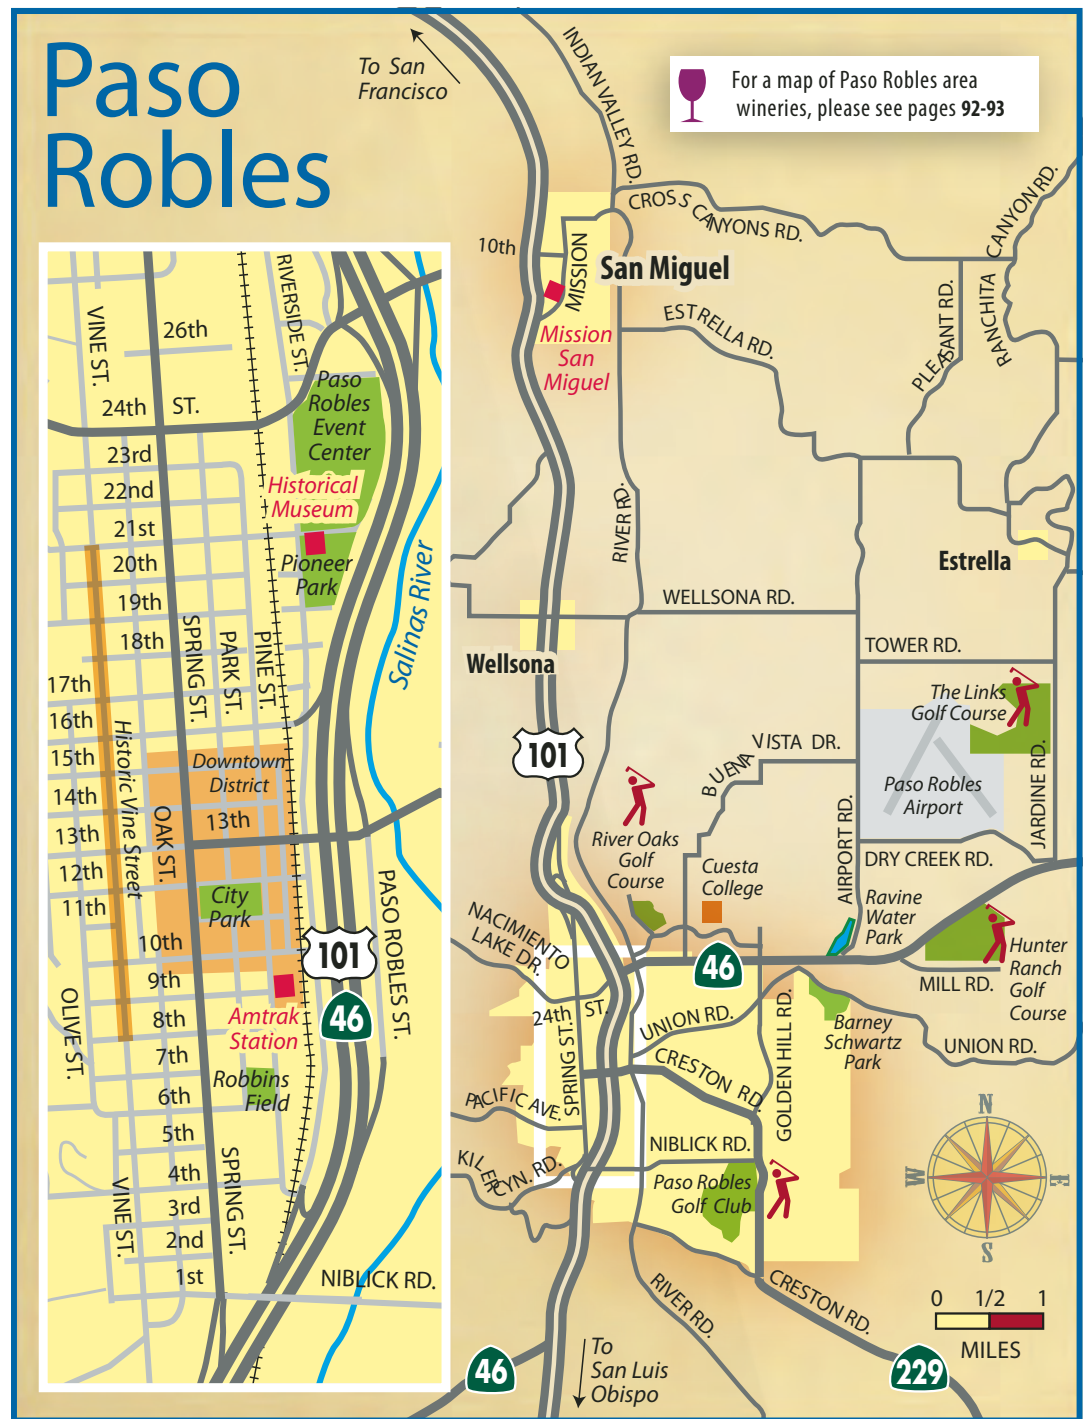 Paso
Robles
To San
Francisco
For a map of Paso Robles area
wineries, please see pages 92-93
INDIAN VALLEY RD.
CROSS CANYONS RD.
RANCHITA CANYON RD.
PLEASANT RD.
10th
MISSION
San Miguel
Mission
San
Miguel
ESTRELLA RD.
RIVER RD.
Estrella
WELLSONA RD.
Wellsona
TOWER RD.
The Links
Golf Course
101
BUENA VISTA DR.
Paso Robles
Airport
JARDINE RD.
AIRPORT RD.
DRY CREEK RD.
River Oaks
Golf
Course
Cuesta
College
Ravine
Water
Park
NACIMIENTO
LAKE DR.
46
Hunter
Ranch
Golf
Course
MILL RD.
24th ST.
SPRING ST.
UNION RD.
GOLDEN HILL RD.
Barney
Schwartz
Park
UNION RD.
CRESTON RD.
PACIFIC AVE.
NIBLICK RD.
KILER CYN. RD.
Paso Robles
Golf Club
N
W
E
S
RIVER RD.
CRESTON RD.
0 1/2 1
MILES
46
To
San Luis
Obispo
229
VINE ST.
26th
RIVERSIDE ST.
24th ST.
Paso
Robles
Event
Center
23rd
22nd
Historical
Museum
21st
20th
Pioneer
Park
19th
18th
SPRING ST.
PARK ST.
PINE ST.
Salinas River
17th
16th
15th
Historic Vine Street
Downtown
District
14th
13th
OAK ST.
13th
12th
11th
City
Park
PASO ROBLES ST.
10th
101
9th
OLIVE ST.
8th
Amtrak
Station
46
7th
6th
Robbins
Field
5th
4th
VINE ST.
SPRING ST.
3rd
2nd
1st
NIBLICK RD.